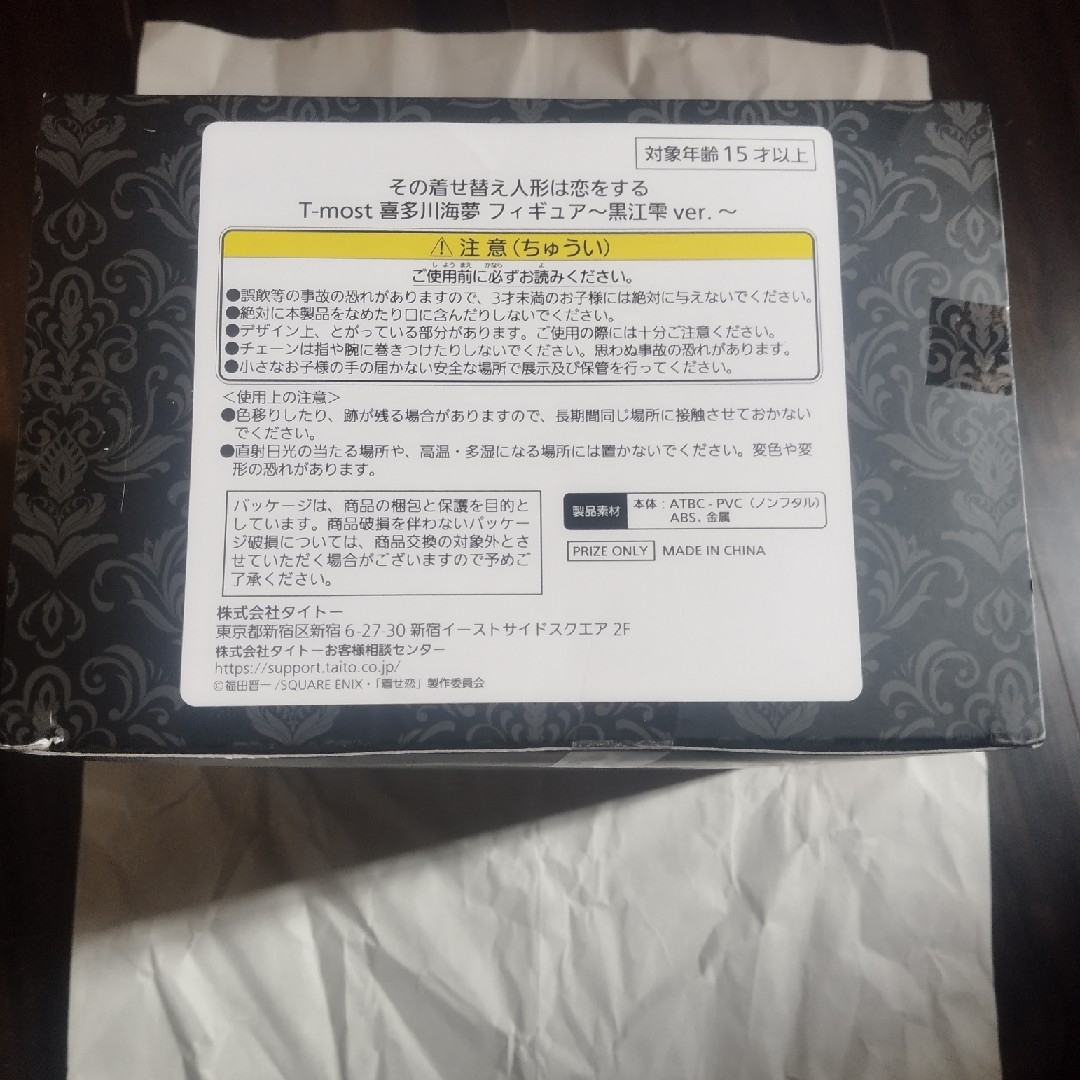 対象年齢15才以上
その着せ替え人形は恋をする
T-most 喜多川海夢 フィギュア～黒江雫 ver.～
⚠ 注意(ちゅうい)
ご使用前に必ずお読みください。
●誤飲等の事故の恐れがありますので、3才未満のお子様には絶対に与えないでください。
●絶対に本製品をなめたり口に含んだりしないでください。
●デザイン上、とがっている部分があります。ご使用の際には十分ご注意ください。
●チェーンは指や腕に巻きつけたりしないでください。思わぬ事故の恐れがあります。
●小さなお子様の手の届かない安全な場所で展示及び保管を行ってください。
＜使用上の注意＞
●色移りしたり、跡が残る場合がありますので、長期間同じ場所に接触させておかない
でください。
●直射日光の当たる場所や、高温・多湿になる場所には置かないでください。変色や変
形の恐れがあります。
パッケージは、商品の梱包と保護を目的と
しています。商品破損を伴わないパッケー
ジ破損については、商品交換の対象外とさ
せていただく場合がございますので予めご
了承ください。
製品素材 本体：ATBC-PVC（ノンフタル）
ABS、金属
PRIZE ONLY MADE IN CHINA
株式会社タイトー
東京都新宿区新宿 6-27-30 新宿イーストサイドスクエア 2F
株式会社タイトーお客様相談センター
https://support.taito.co.jp/
©福田晋一/SQUARE ENIX・「着せ恋」製作委員会